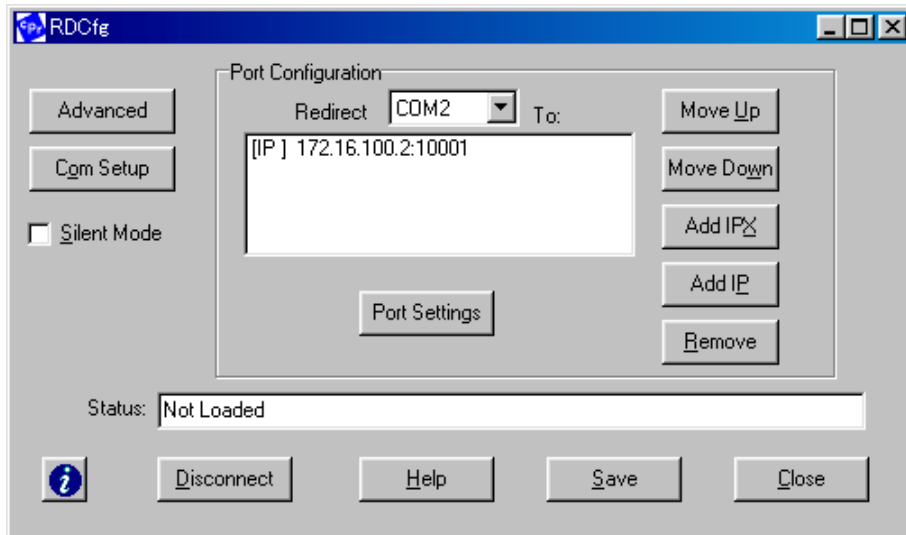 RDCfg
Port Configuration
Advanced
Redirect COM2 To:
Move Up
[IP ] 172.16.100.2:10001
Com Setup
Move Down
Silent Mode
Add IPX
Add IP
Port Settings
Remove
Status: Not Loaded
Disconnect Help Save Close